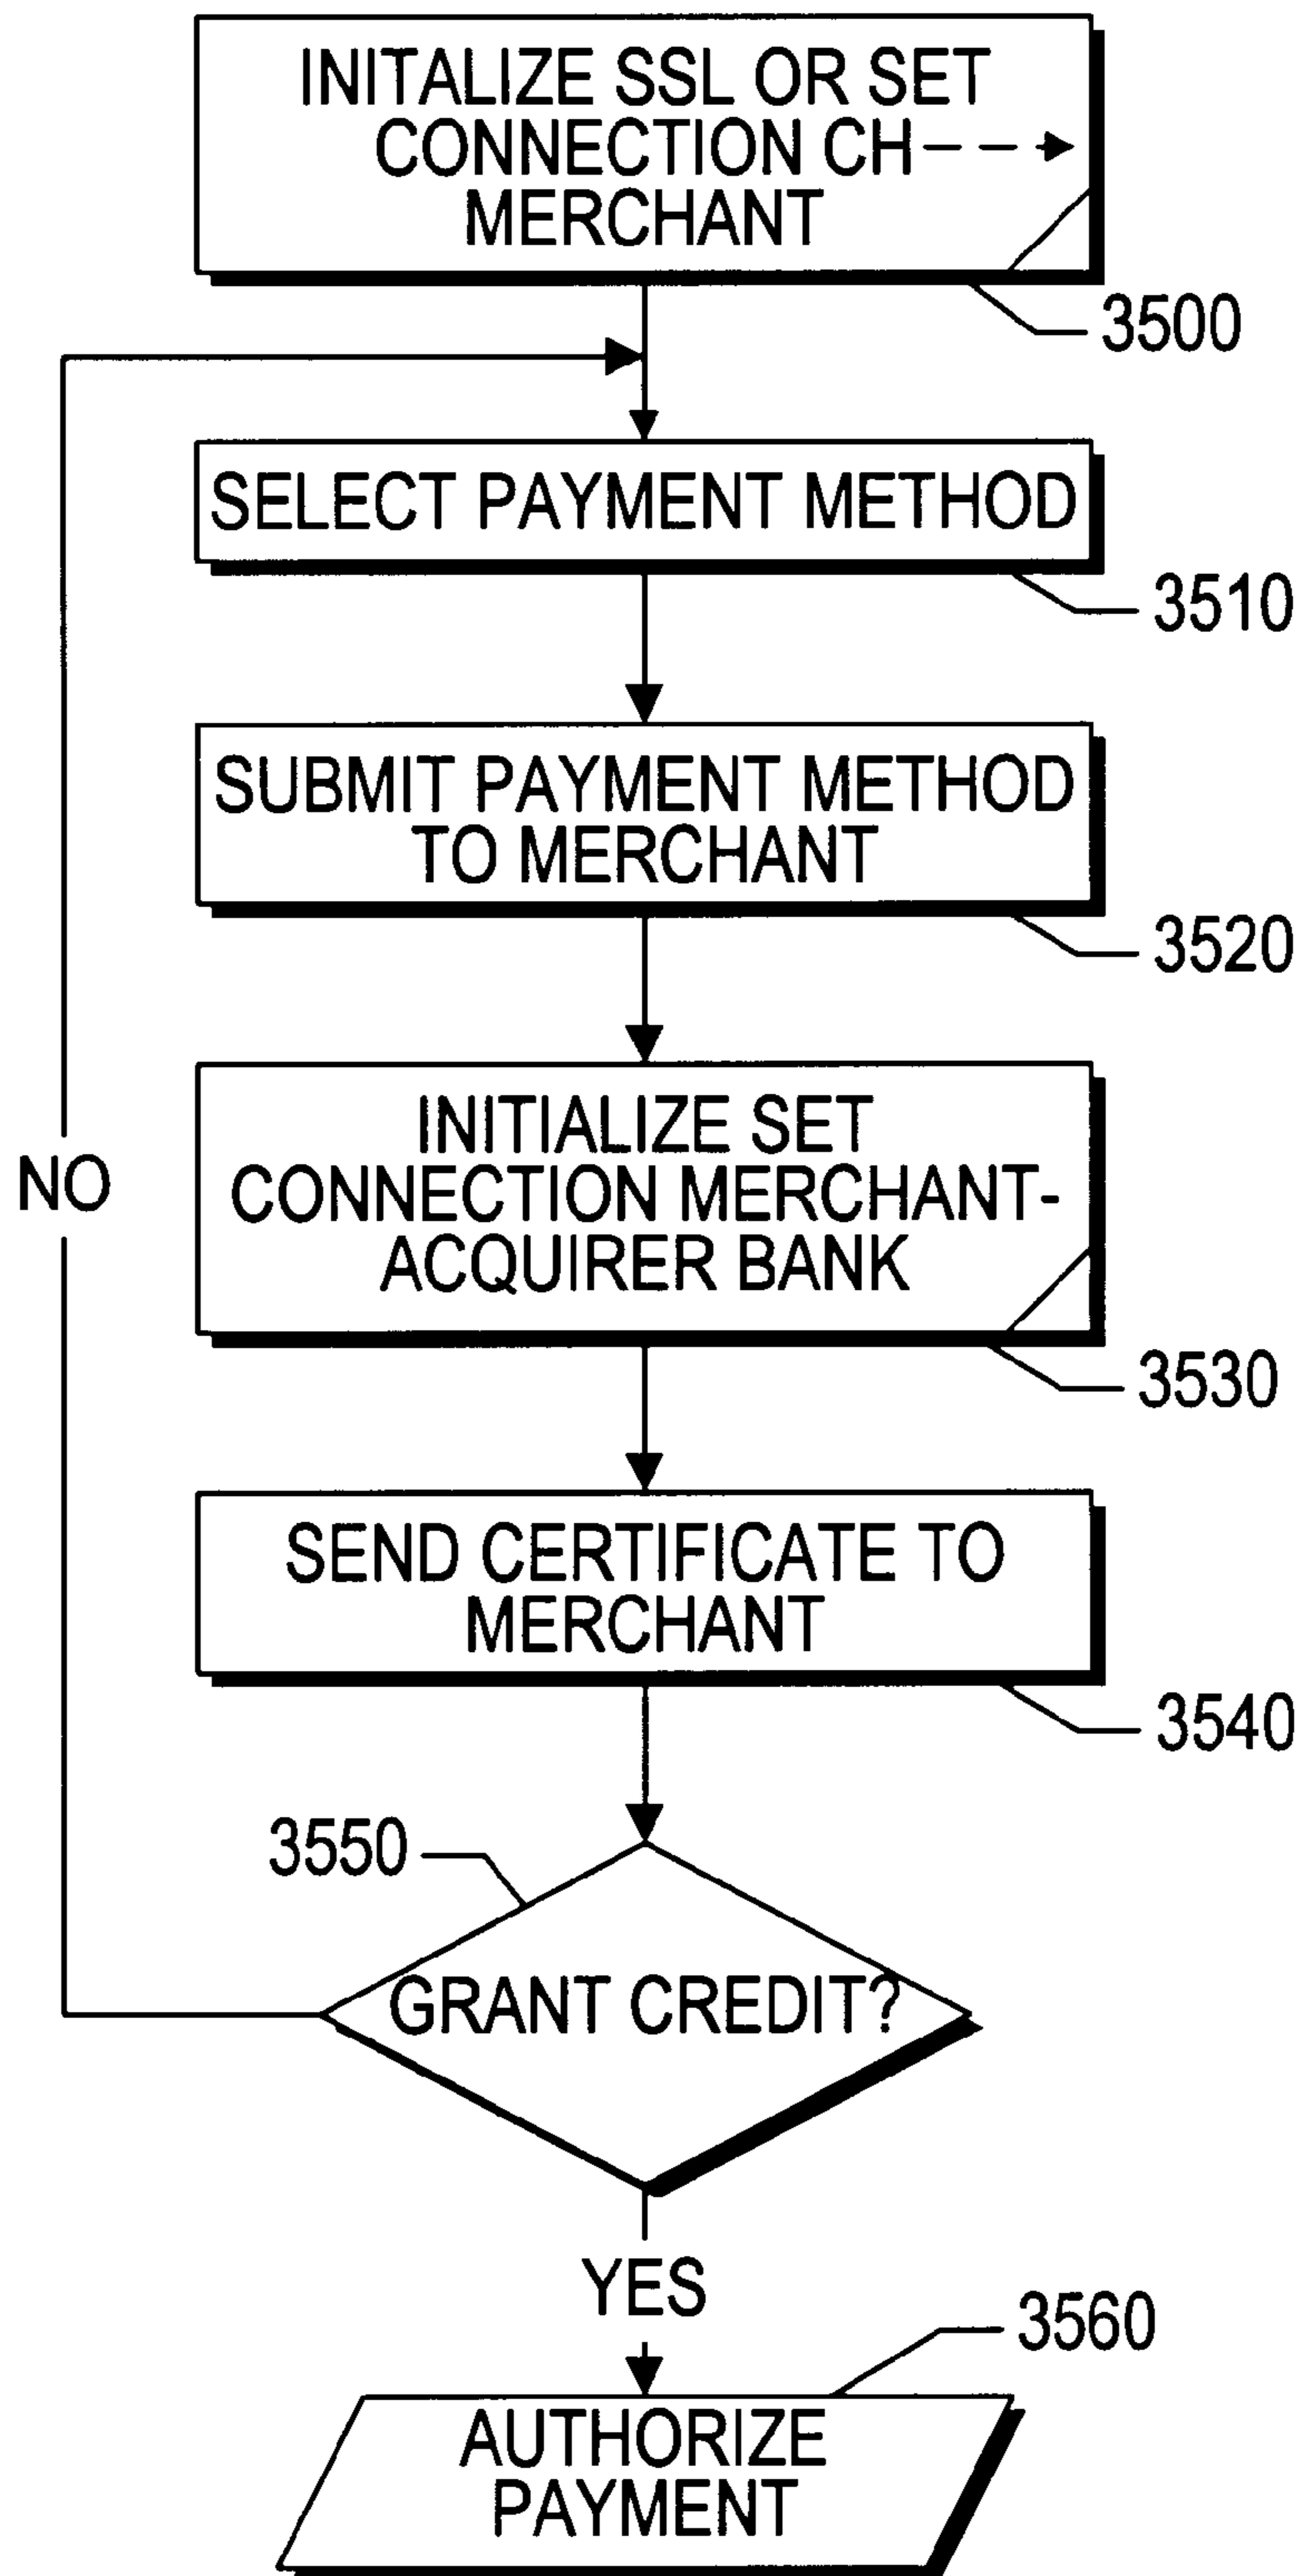 INITALIZE SSL OR SET
CONNECTION CH
MERCHANT
3500
SELECT PAYMENT METHOD
3510
SUBMIT PAYMENT METHOD
TO MERCHANT
3520
INITIALIZE SET
CONNECTION MERCHANT-
ACQUIRER BANK
NO
3530
SEND CERTIFICATE TO
MERCHANT
3540
3550
GRANT CREDIT?
YES
3560
AUTHORIZE
PAYMENT